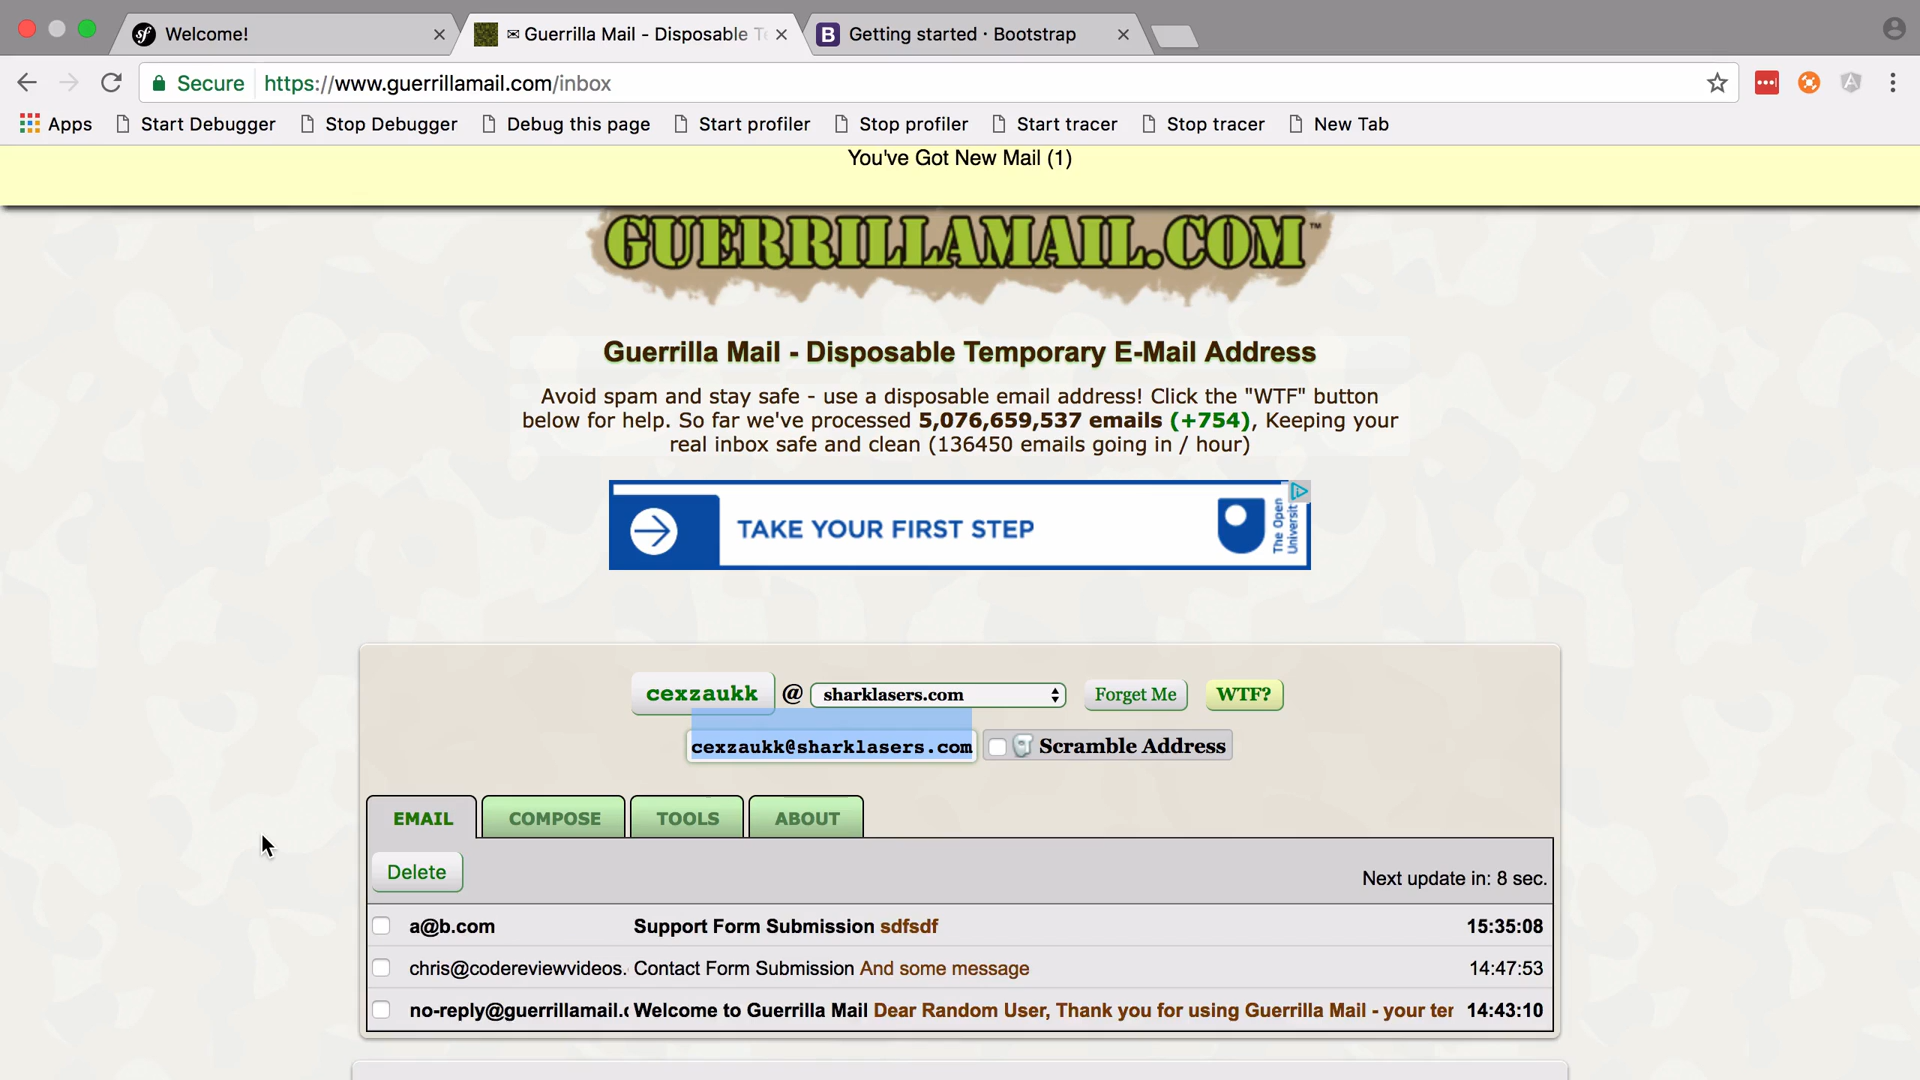 Welcome!
✉ Guerrilla Mail - Disposable T
Getting started · Bootstrap
Secure https://www.guerrillamail.com/inbox
Apps Start Debugger Stop Debugger Debug this page Start profiler Stop profiler Start tracer Stop tracer New Tab
You've Got New Mail (1)
GUERRILLAMAIL.COM™
Guerrilla Mail - Disposable Temporary E-Mail Address
Avoid spam and stay safe - use a disposable email address! Click the "WTF" button
below for help. So far we've processed 5,076,659,537 emails (+754), Keeping your
real inbox safe and clean (136450 emails going in / hour)
TAKE YOUR FIRST STEP
The Open
University
cexzaukk @ sharklasers.com Forget Me WTF?
cexzaukk@sharklasers.com Scramble Address
EMAIL COMPOSE TOOLS ABOUT
Delete
Next update in: 8 sec.
a@b.com Support Form Submission sdfsdf 15:35:08
chris@codereviewvideos. Contact Form Submission And some message 14:47:53
no-reply@guerrillamail.c Welcome to Guerrilla Mail Dear Random User, Thank you for using Guerrilla Mail - your ter 14:43:10